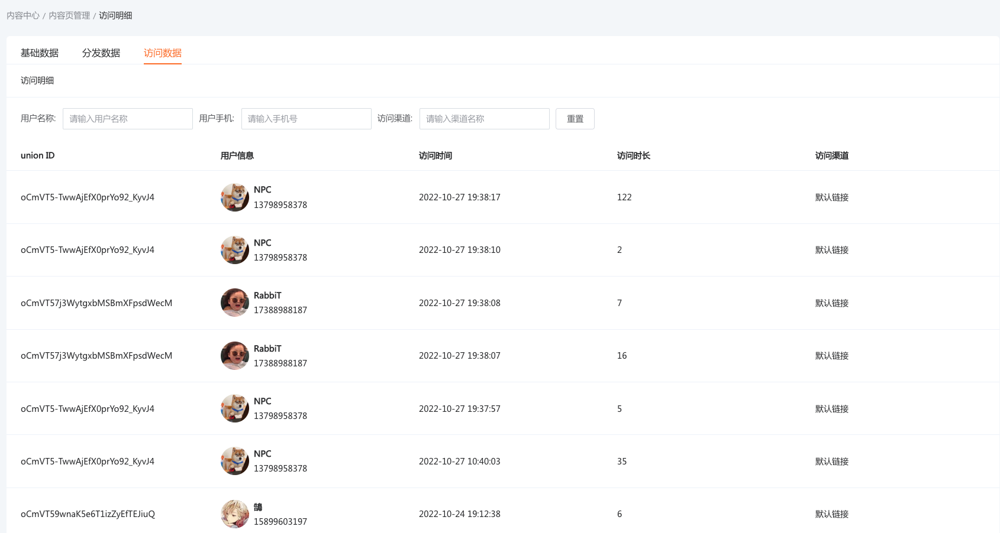 内容中心 / 内容页管理 / 访问明细
基础数据 分发数据 访问数据
访问明细
用户名称: 请输入用户名称 用户手机: 请输入手机号 访问渠道: 请输入渠道名称 重置
union ID 用户信息 访问时间 访问时长 访问渠道
NPC
oCmVT5-TwwAjEfX0prYo92_KyvJ4 13798958378 2022-10-27 19:38:17 122 默认链接
NPC
oCmVT5-TwwAjEfX0prYo92_KyvJ4 13798958378 2022-10-27 19:38:10 2 默认链接
RabbiT
oCmVT57j3WytgxbMSBmXFpsdWecM 17388988187 2022-10-27 19:38:08 7 默认链接
RabbiT
oCmVT57j3WytgxbMSBmXFpsdWecM 17388988187 2022-10-27 19:38:07 16 默认链接
NPC
oCmVT5-TwwAjEfX0prYo92_KyvJ4 13798958378 2022-10-27 19:37:57 5 默认链接
NPC
oCmVT5-TwwAjEfX0prYo92_KyvJ4 13798958378 2022-10-27 10:40:03 35 默认链接
鵠
oCmVT59wnaK5e6T1izZyEfTEJiuQ 15899603197 2022-10-24 19:12:38 6 默认链接